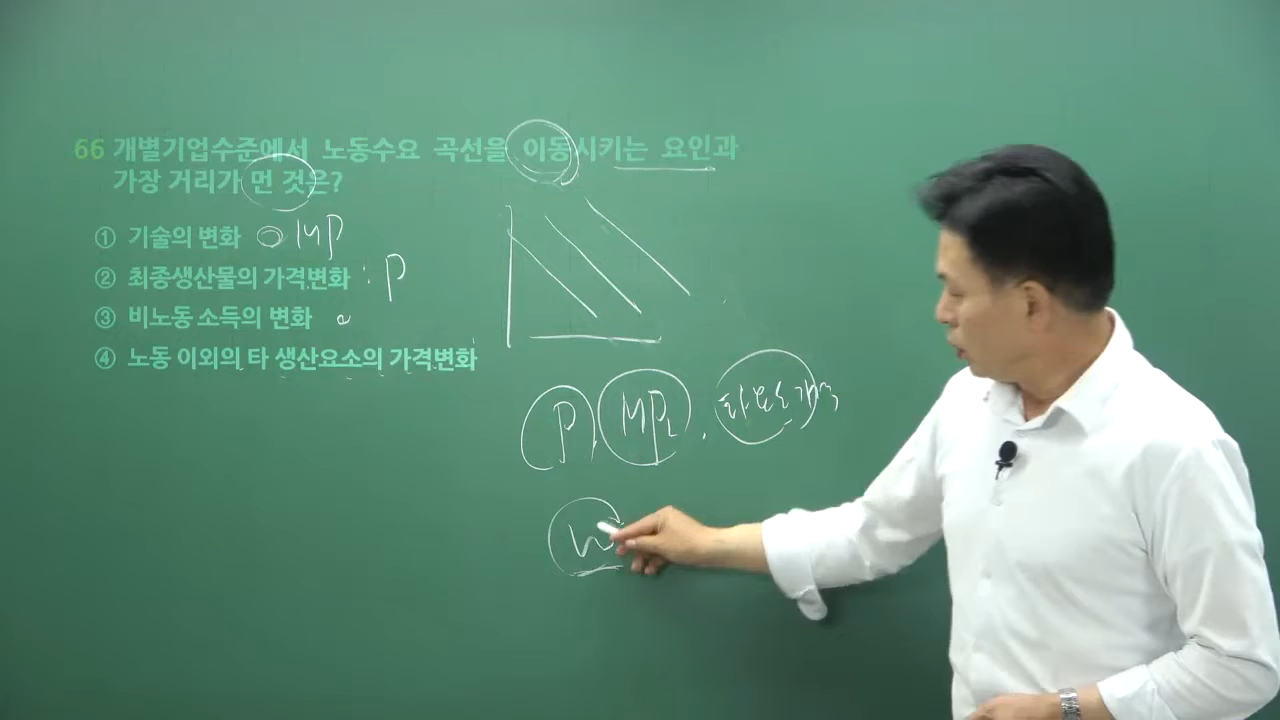 66 개별기업수준에서 노동수요 곡선을 이동시키는 요인과
가장 거리가 먼 것은?
① 기술의 변화 MP
② 최종생산물의 가격변화 : P
③ 비노동 소득의 변화
④ 노동 이외의 타 생산요소의 가격변화
P, MPL, 타 요소 가격
W